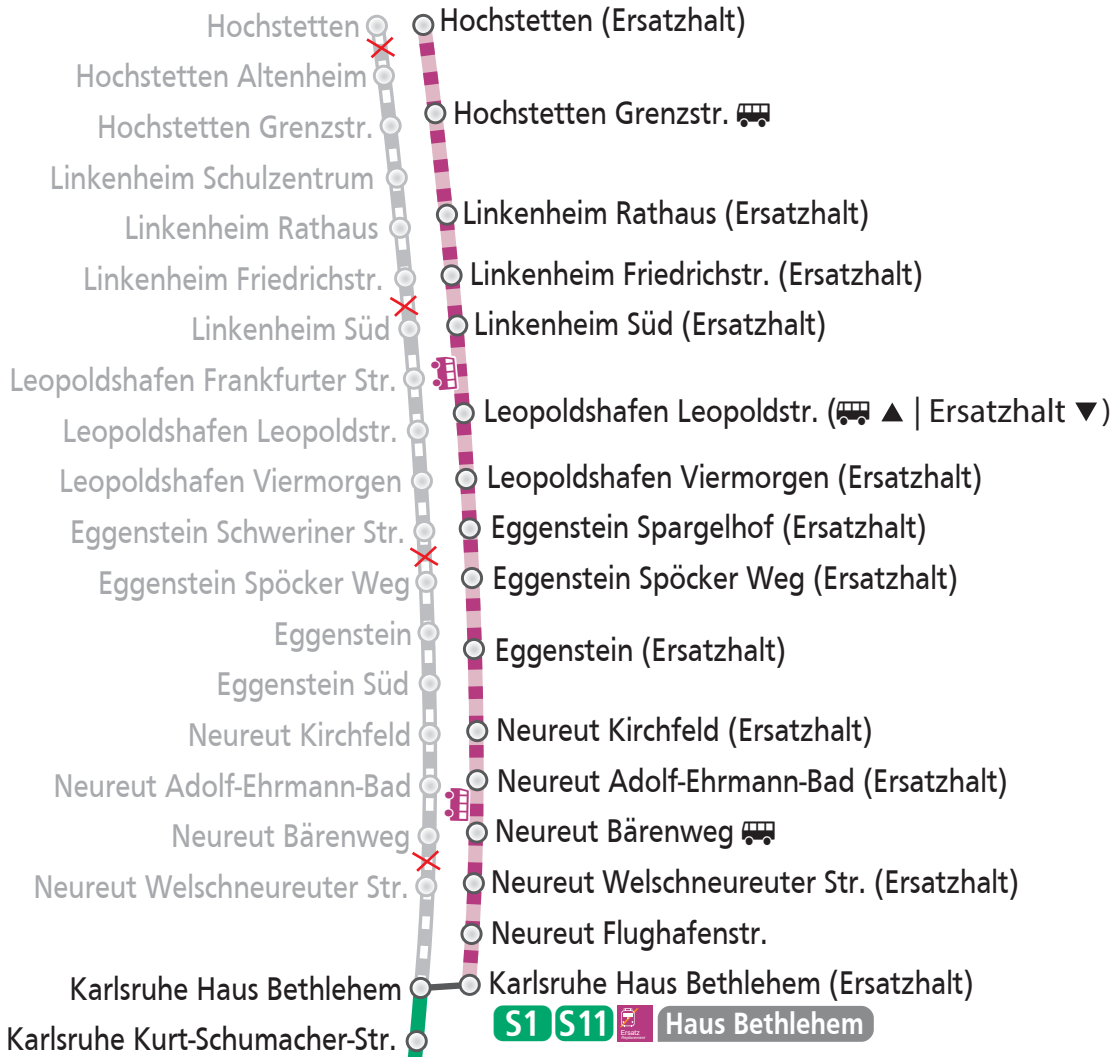 Hochstetten
Hochstetten (Ersatzhalt)
Hochstetten Altenheim
Hochstetten Grenzstr.
Hochstetten Grenzstr.
Linkenheim Schulzentrum
Linkenheim Rathaus
Linkenheim Rathaus (Ersatzhalt)
Linkenheim Friedrichstr.
Linkenheim Friedrichstr. (Ersatzhalt)
Linkenheim Süd
Linkenheim Süd (Ersatzhalt)
Leopoldshafen Frankfurter Str.
Leopoldshafen Leopoldstr.
Leopoldshafen Leopoldstr. ( ▲ | Ersatzhalt ▼)
Leopoldshafen Viermorgen
Leopoldshafen Viermorgen (Ersatzhalt)
Eggenstein Schweriner Str.
Eggenstein Spargelhof (Ersatzhalt)
Eggenstein Spöcker Weg
Eggenstein Spöcker Weg (Ersatzhalt)
Eggenstein
Eggenstein (Ersatzhalt)
Eggenstein Süd
Neureut Kirchfeld
Neureut Kirchfeld (Ersatzhalt)
Neureut Adolf-Ehrmann-Bad
Neureut Adolf-Ehrmann-Bad (Ersatzhalt)
Neureut Bärenweg
Neureut Bärenweg
Neureut Welschneureuter Str.
Neureut Welschneureuter Str. (Ersatzhalt)
Neureut Flughafenstr.
Karlsruhe Haus Bethlehem
Karlsruhe Haus Bethlehem (Ersatzhalt)
S1 S11 Ersatz Haus Bethlehem
Karlsruhe Kurt-Schumacher-Str.